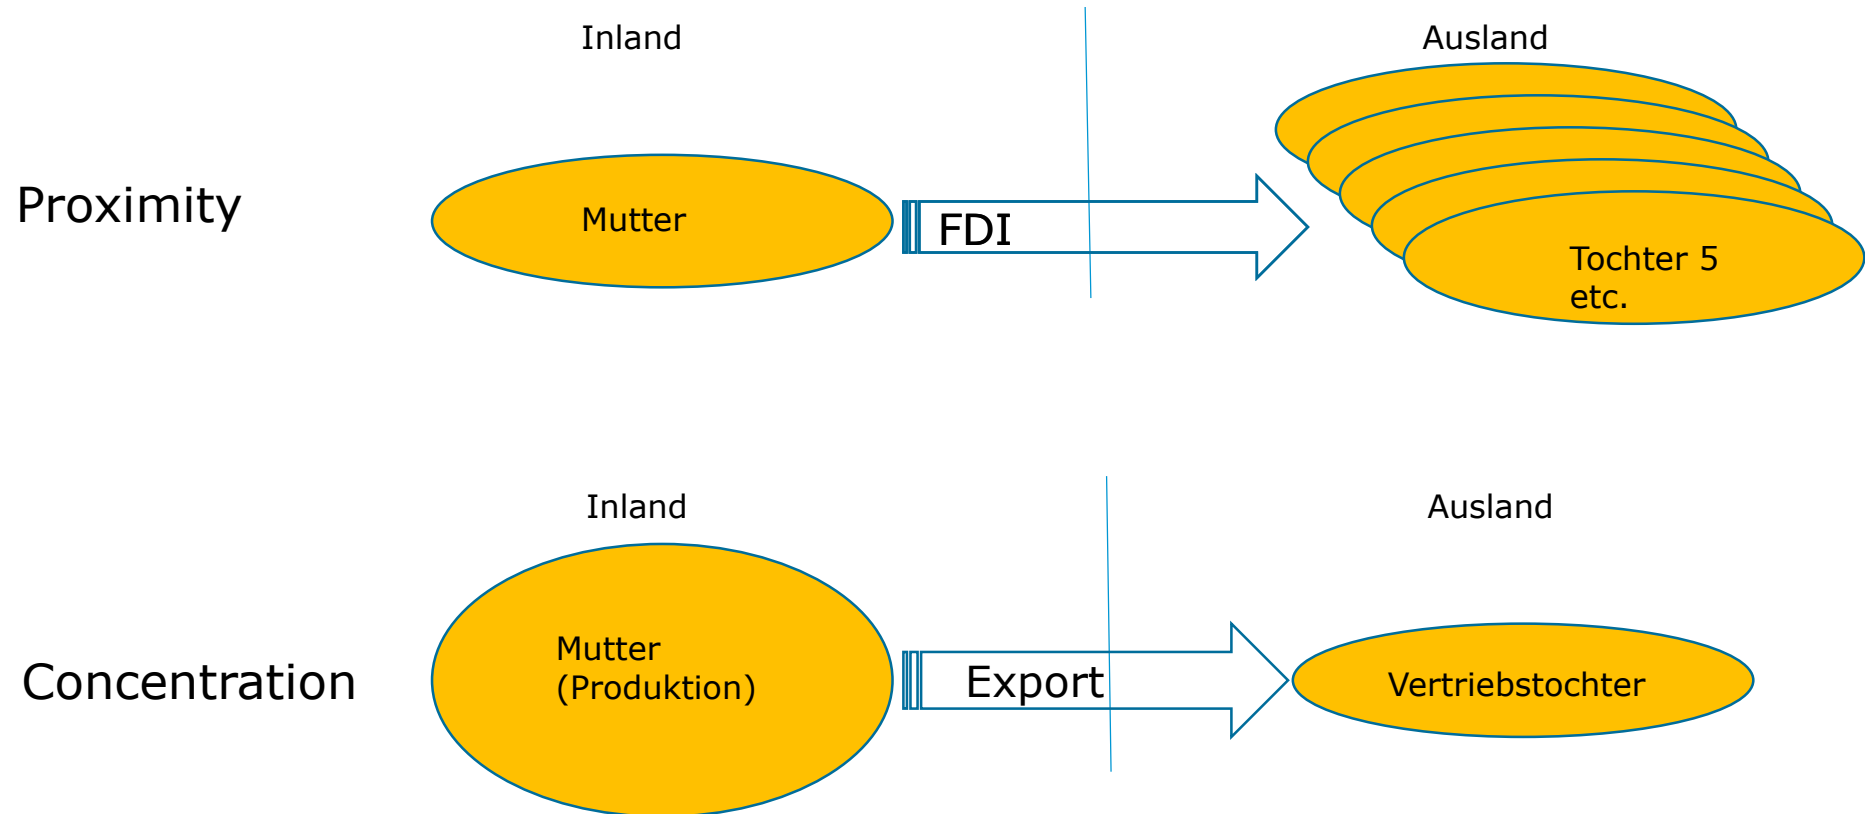 Inland
Ausland
Proximity
Mutter
FDI
Tochter 5
etc.
Inland
Ausland
Concentration
Mutter
(Produktion)
Export
Vertriebstochter